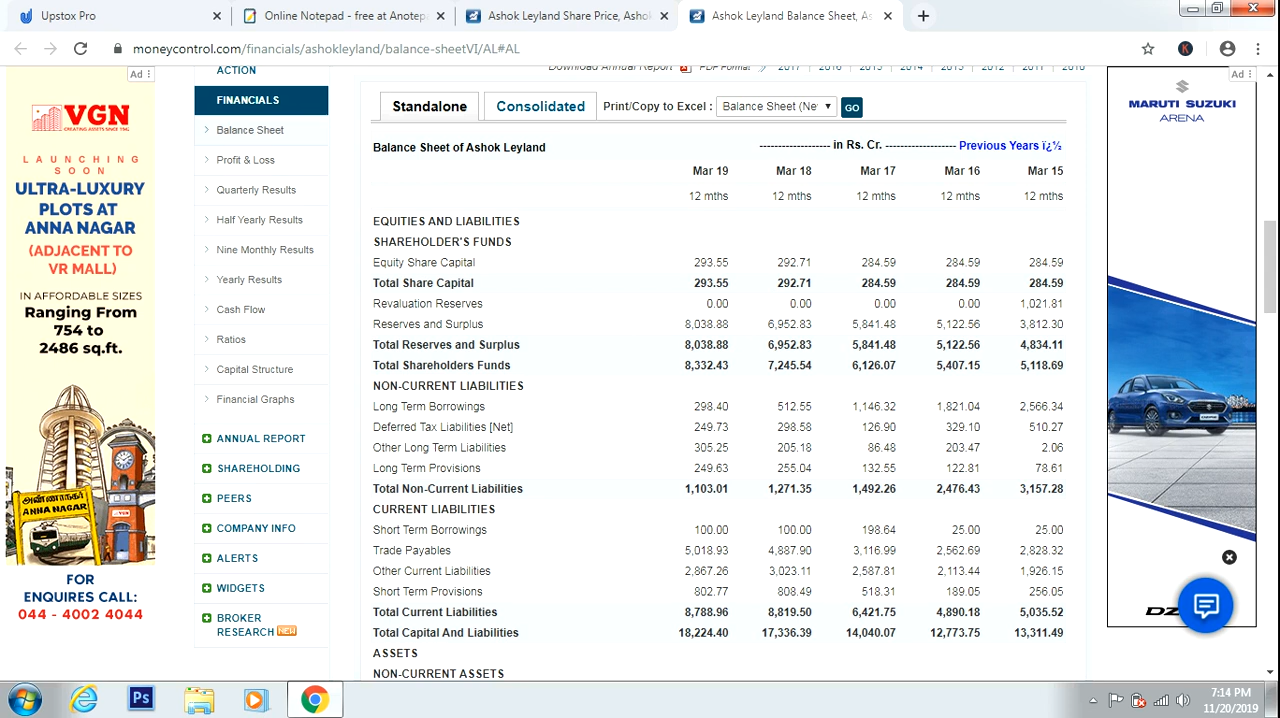 Upstox Pro
Online Notepad - free at Anotep
Ashok Leyland Share Price, Ashok
Ashok Leyland Balance Sheet, As
moneycontrol.com/financials/ashokleyland/balance-sheetVI/AL#AL
Ad
VGN
CREATING ASSETS SINCE 1942
LAUNCHING
SOON
ULTRA-LUXURY
PLOTS AT
ANNA NAGAR
(ADJACENT TO
VR MALL)
IN AFFORDABLE SIZES
Ranging From
754 to
2486 sq.ft.
அண்ணாநகர்
ANNA NAGAR
VGN
FOR
ENQUIRES CALL:
044 - 4002 4044
ACTION
FINANCIALS
Balance Sheet
Profit & Loss
Quarterly Results
Half Yearly Results
Nine Monthly Results
Yearly Results
Cash Flow
Ratios
Capital Structure
Financial Graphs
ANNUAL REPORT
SHAREHOLDING
PEERS
COMPANY INFO
ALERTS
WIDGETS
BROKER
RESEARCH NEW
Download Annual Report PDF Format 2017 2016 2015 2014 2013 2012 2011 2010
Standalone Consolidated Print/Copy to Excel : Balance Sheet (Ne GO
Balance Sheet of Ashok Leyland ------------------- in Rs. Cr. ------------------- Previous Years ï¿½
Mar 19 Mar 18 Mar 17 Mar 16 Mar 15
12 mths 12 mths 12 mths 12 mths 12 mths
EQUITIES AND LIABILITIES
SHAREHOLDER'S FUNDS
Equity Share Capital 293.55 292.71 284.59 284.59 284.59
Total Share Capital 293.55 292.71 284.59 284.59 284.59
Revaluation Reserves 0.00 0.00 0.00 0.00 1,021.81
Reserves and Surplus 8,038.88 6,952.83 5,841.48 5,122.56 3,812.30
Total Reserves and Surplus 8,038.88 6,952.83 5,841.48 5,122.56 4,834.11
Total Shareholders Funds 8,332.43 7,245.54 6,126.07 5,407.15 5,118.69
NON-CURRENT LIABILITIES
Long Term Borrowings 298.40 512.55 1,146.32 1,821.04 2,566.34
Deferred Tax Liabilities [Net] 249.73 298.58 126.90 329.10 510.27
Other Long Term Liabilities 305.25 205.18 86.48 203.47 2.06
Long Term Provisions 249.63 255.04 132.55 122.81 78.61
Total Non-Current Liabilities 1,103.01 1,271.35 1,492.26 2,476.43 3,157.28
CURRENT LIABILITIES
Short Term Borrowings 100.00 100.00 198.64 25.00 25.00
Trade Payables 5,018.93 4,887.90 3,116.99 2,562.69 2,828.32
Other Current Liabilities 2,867.26 3,023.11 2,587.81 2,113.44 1,926.15
Short Term Provisions 802.77 808.49 518.31 189.05 256.05
Total Current Liabilities 8,788.96 8,819.50 6,421.75 4,890.18 5,035.52
Total Capital And Liabilities 18,224.40 17,336.39 14,040.07 12,773.75 13,311.49
ASSETS
NON-CURRENT ASSETS
Ad
MARUTI SUZUKI
ARENA
DZ
7:14 PM
11/20/2019